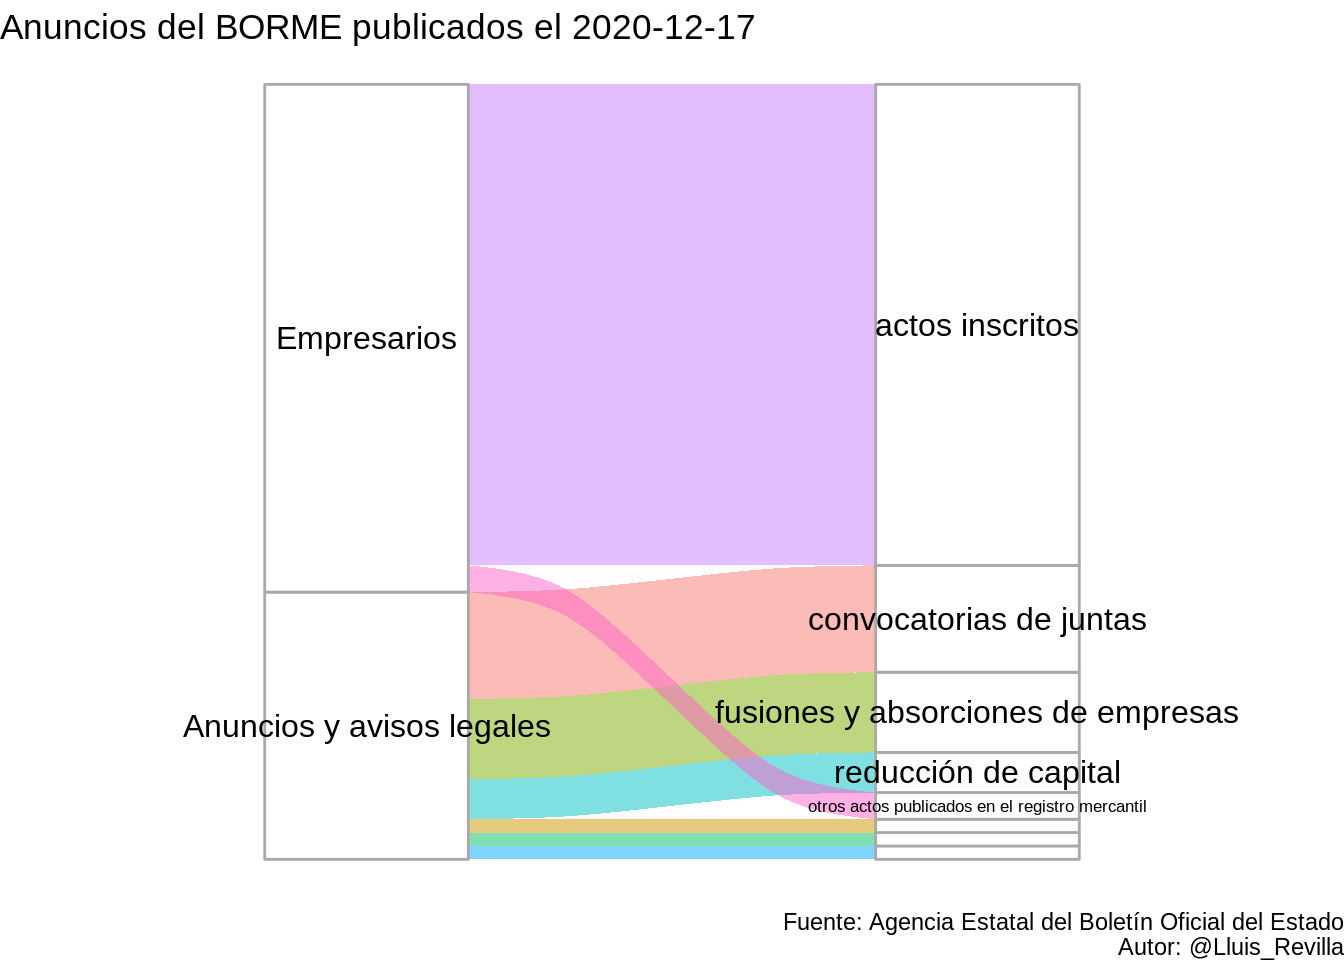 Anuncios del BORME publicados el 2020-12-17
Empresarios
actos inscritos
convocatorias de juntas
fusiones y absorciones de empresas
Anuncios y avisos legales
reducción de capital
otros actos publicados en el registro mercantil
Fuente: Agencia Estatal del Boletín Oficial del Estado
Autor: @Lluis_Revilla